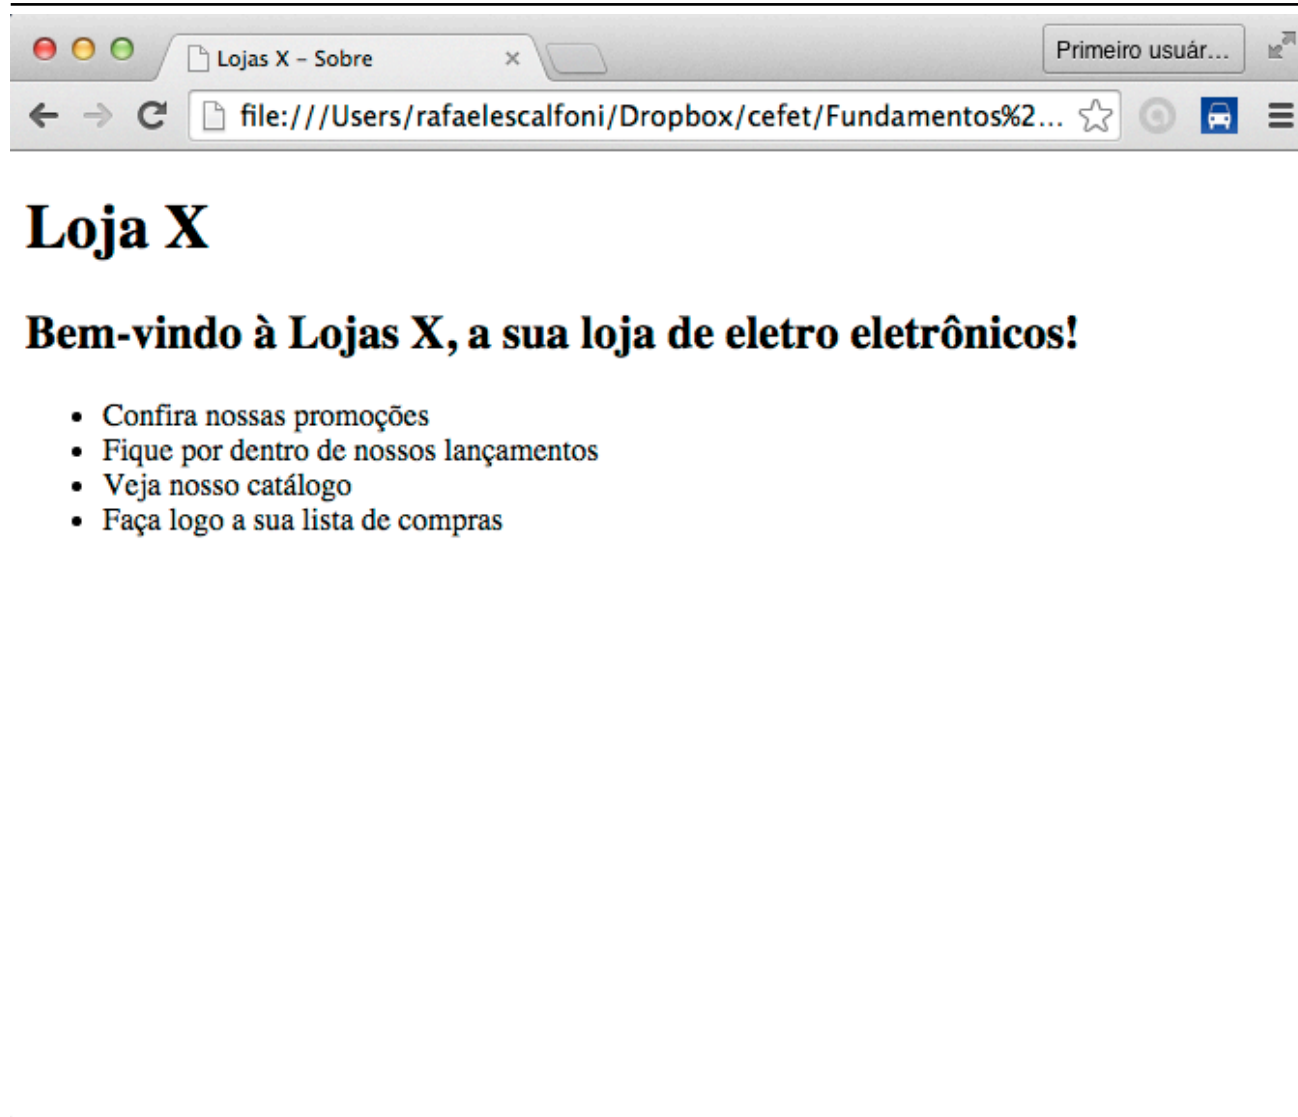 Lojas X – Sobre
Primeiro usuár...
file:///Users/rafaelescalfoni/Dropbox/cefet/Fundamentos%2...
Loja X
Bem-vindo à Lojas X, a sua loja de eletro eletrônicos!
• Confira nossas promoções
• Fique por dentro de nossos lançamentos
• Veja nosso catálogo
• Faça logo a sua lista de compras